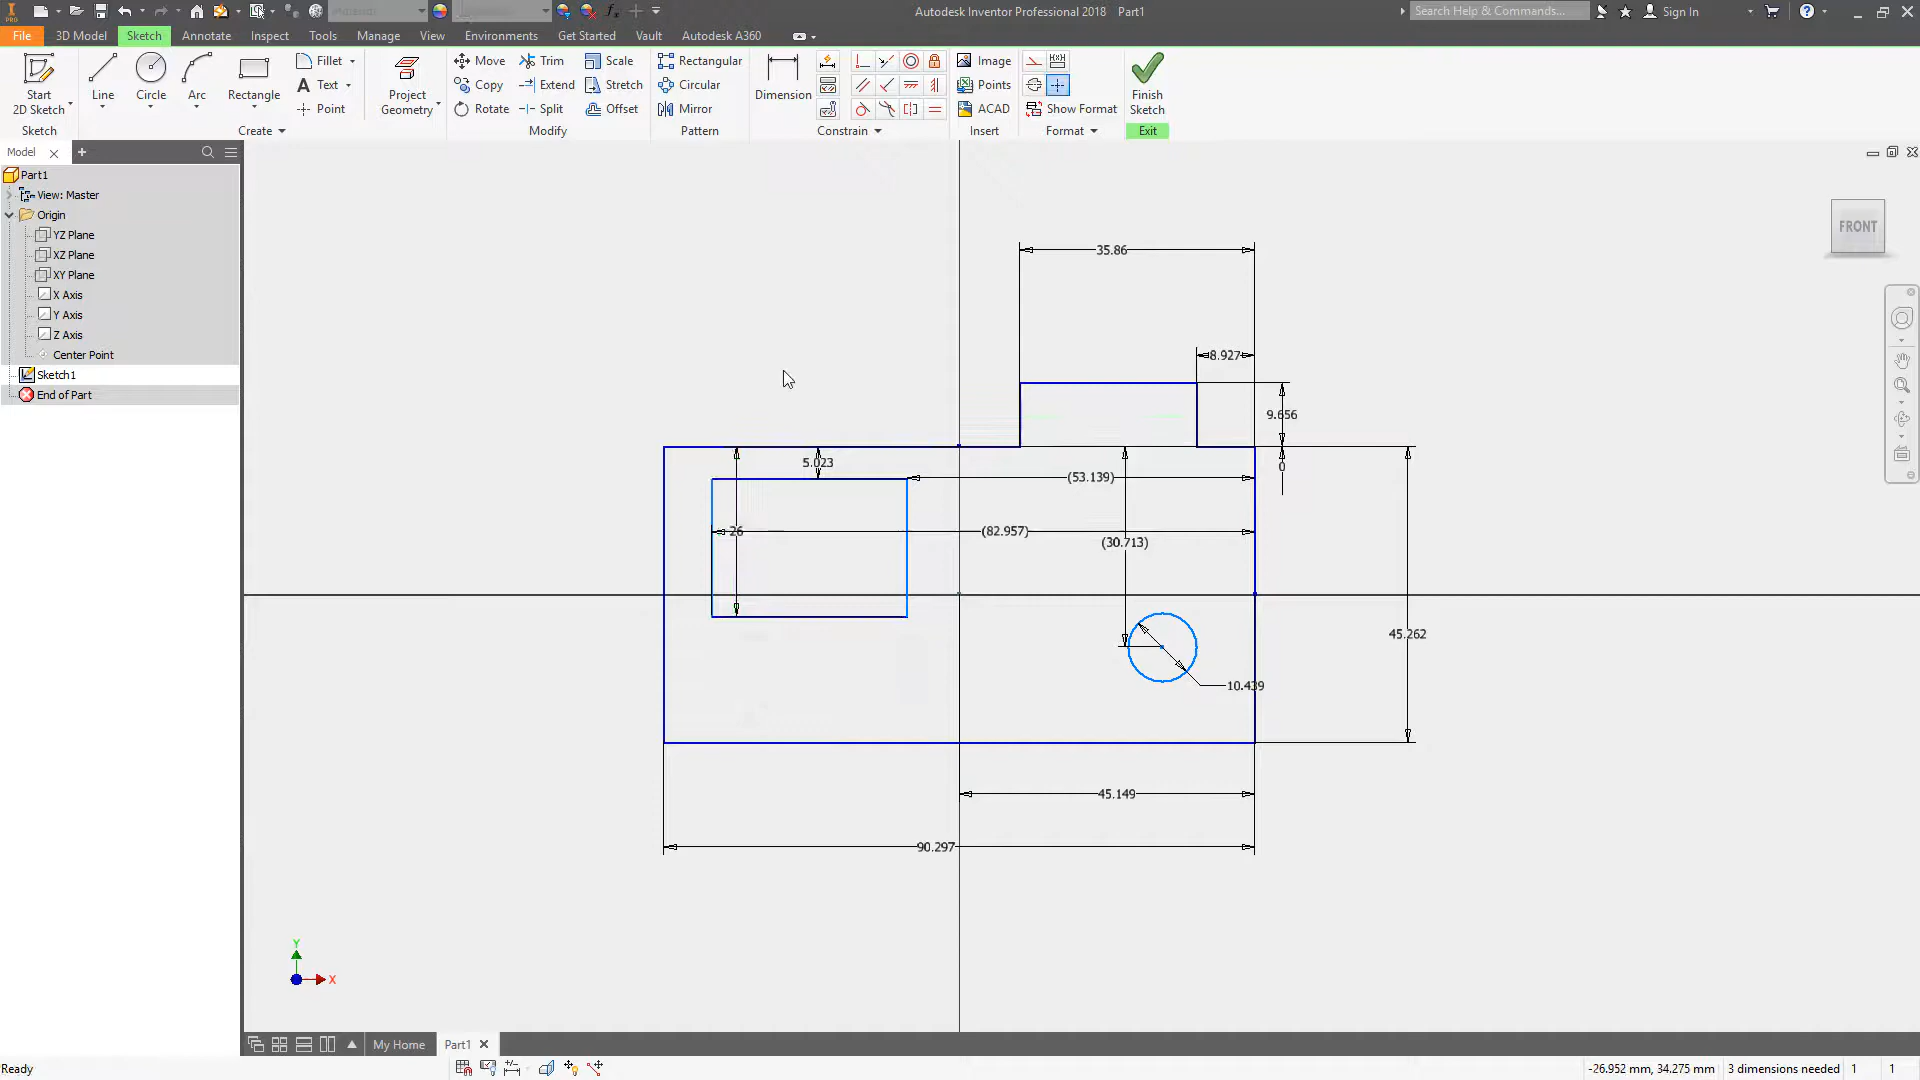 Autodesk Inventor Professional 2018 Part1
Search Help & Commands...
Sign In
PRO
File 3D Model Sketch Annotate Inspect Tools Manage View Environments Get Started Vault Autodesk A360
Start
2D Sketch
Line
Circle
Arc
Rectangle
Fillet
Text
Point
Project
Geometry
Move
Copy
Rotate
Trim
Extend
Split
Scale
Stretch
Offset
Rectangular
Circular
Mirror
Dimension
Image
Points
ACAD
Show Format
Finish
Sketch
Sketch Create Modify Pattern Constrain Insert Format Exit
Model
Part1
View: Master
Origin
YZ Plane
XZ Plane
XY Plane
X Axis
Y Axis
Z Axis
Center Point
Sketch1
End of Part
FRONT
35.86
8.927
9.656
5.023
0
(53.139)
26
(82.957)
(30.713)
45.262
10.439
45.149
90.297
Y
X
My Home Part1
Ready
-26.952 mm, 34.275 mm 3 dimensions needed 1 1